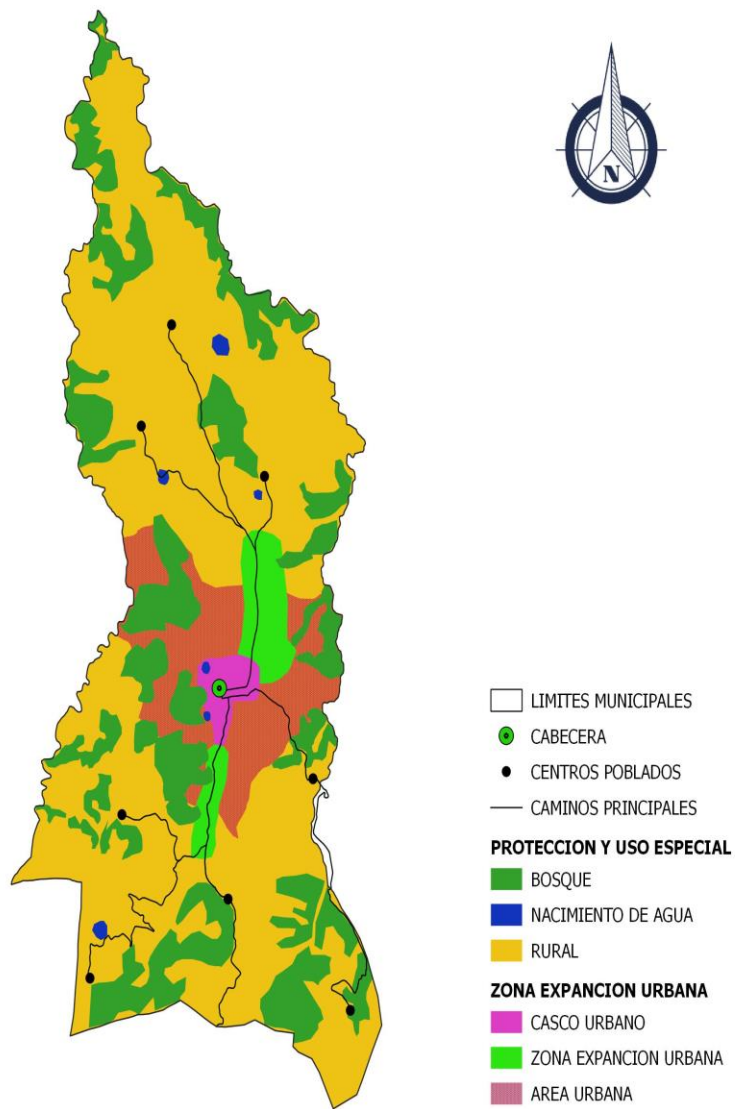 N
LIMITES MUNICIPALES
CABECERA
CENTROS POBLADOS
CAMINOS PRINCIPALES
PROTECCION Y USO ESPECIAL
BOSQUE
NACIMIENTO DE AGUA
RURAL
ZONA EXPANCION URBANA
CASCO URBANO
ZONA EXPANCION URBANA
AREA URBANA